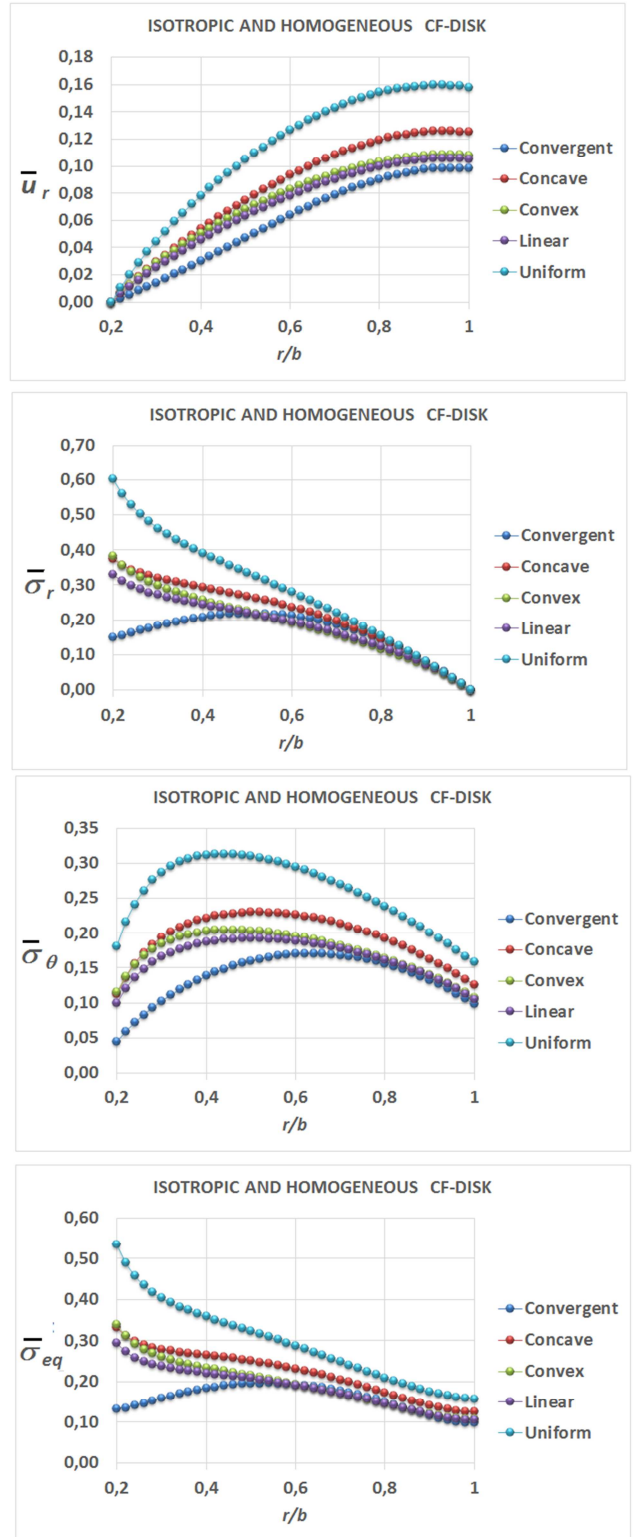 ISOTROPIC AND HOMOGENEOUS CF-DISK
0,18
0,16
0,14
0,12
0,10
0,08
0,06
0,04
0,02
0,00
u̅ r
0,2
0,4
0,6
0,8
1
r/b
Convergent
Concave
Convex
Linear
Uniform
ISOTROPIC AND HOMOGENEOUS CF-DISK
0,70
0,60
0,50
0,40
0,30
0,20
0,10
0,00
σ̅ r
0,2
0,4
0,6
0,8
1
r/b
Convergent
Concave
Convex
Linear
Uniform
ISOTROPIC AND HOMOGENEOUS CF-DISK
0,35
0,30
0,25
0,20
0,15
0,10
0,05
0,00
σ̅ θ
0,2
0,4
0,6
0,8
1
r/b
Convergent
Concave
Convex
Linear
Uniform
ISOTROPIC AND HOMOGENEOUS CF-DISK
0,60
0,50
0,40
0,30
0,20
0,10
0,00
σ̅ eq
0,2
0,4
0,6
0,8
1
r/b
Convergent
Concave
Convex
Linear
Uniform